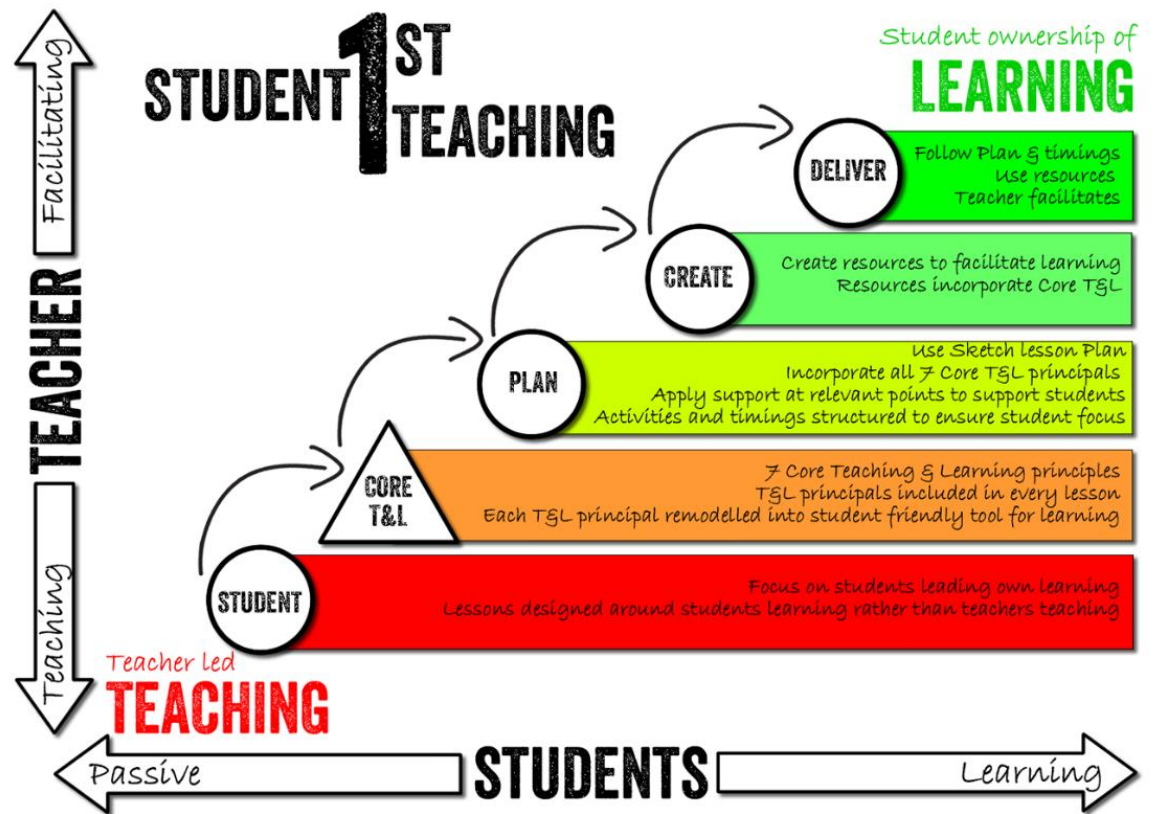 STUDENT 1ST TEACHING
Student ownership of
LEARNING
Facilitating
TEACHER
Teaching
DELIVER
Follow Plan & timings
Use resources
Teacher facilitates
CREATE
Create resources to facilitate learning
Resources incorporate Core T&L
PLAN
Use Sketch lesson Plan
Incorporate all 7 Core T&L principals
Apply support at relevant points to support students
Activities and timings structured to ensure student focus
CORE
T&L
7 Core Teaching & Learning principles
T&L principals included in every lesson
Each T&L principal remodelled into student friendly tool for learning
STUDENT
Focus on students leading own learning
Lessons designed around students learning rather than teachers teaching
Teacher led
TEACHING
Passive
STUDENTS
Learning